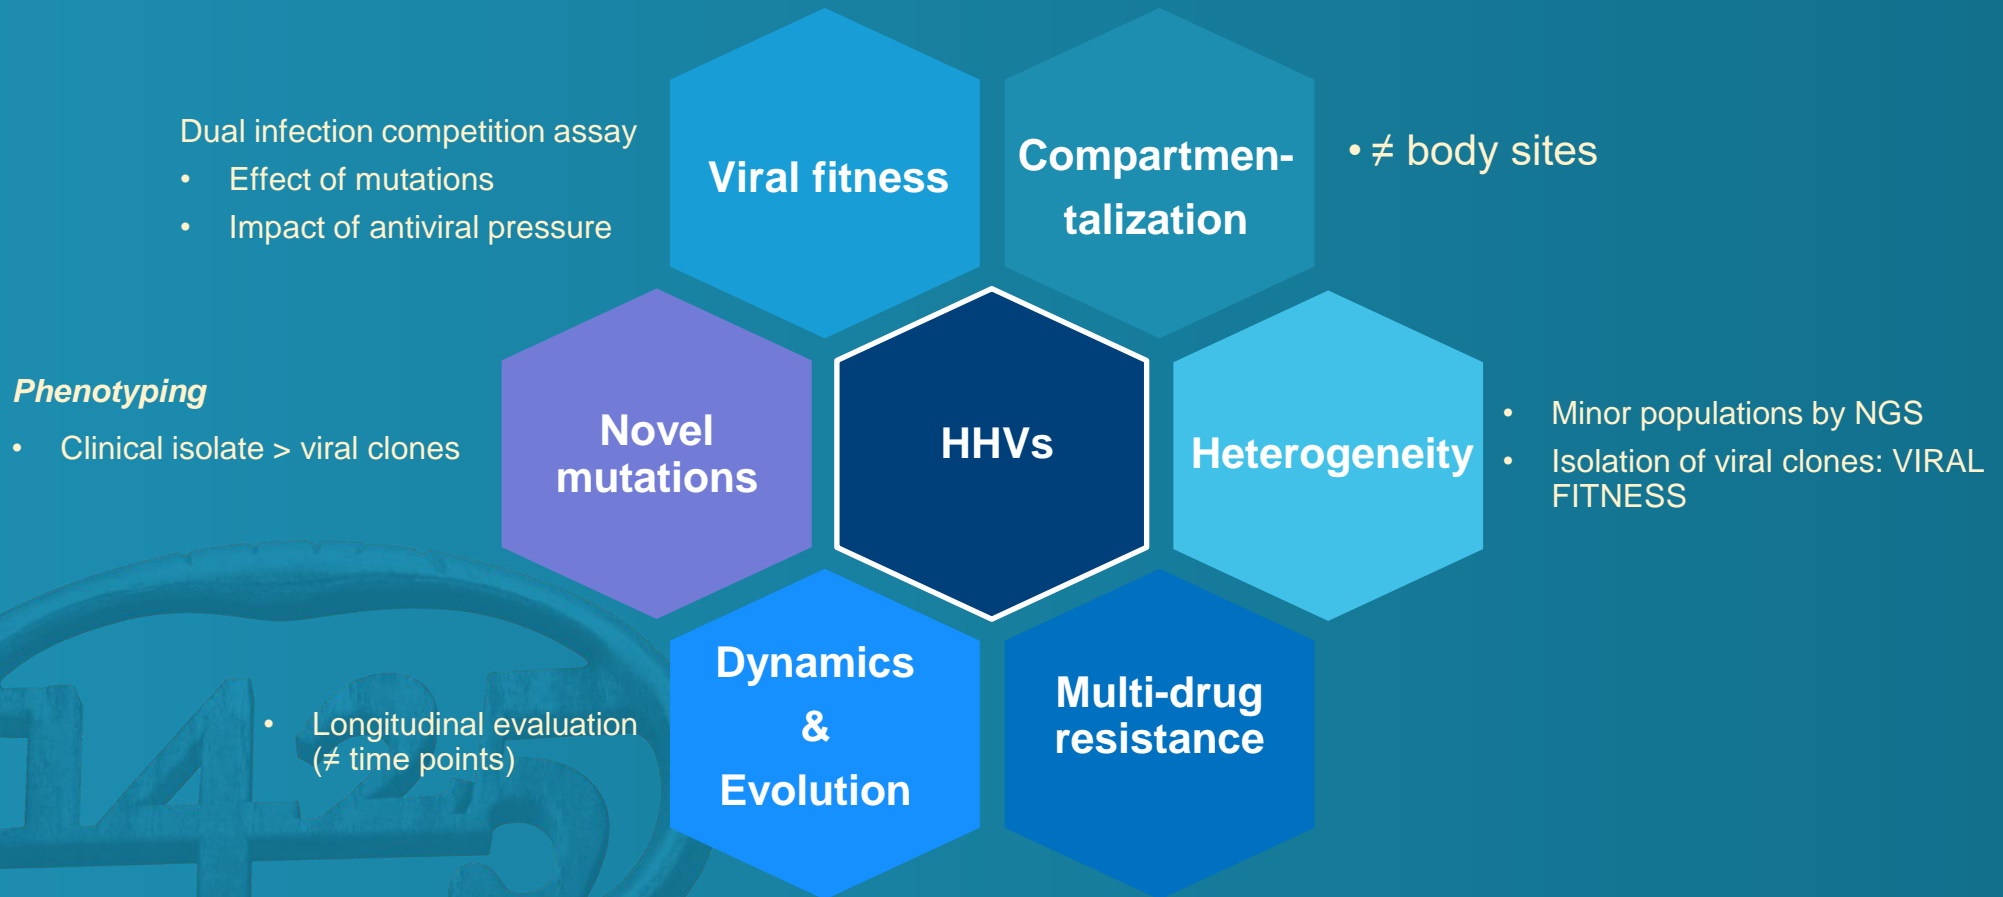 Dual infection competition assay
• Effect of mutations
• Impact of antiviral pressure
Viral fitness
Compartmen-
talization
• ≠ body sites
Phenotyping
• Clinical isolate > viral clones
Novel
mutations
HHVs
Heterogeneity
• Minor populations by NGS
• Isolation of viral clones: VIRAL
FITNESS
• Longitudinal evaluation
(≠ time points)
Dynamics
&
Evolution
Multi-drug
resistance
1425